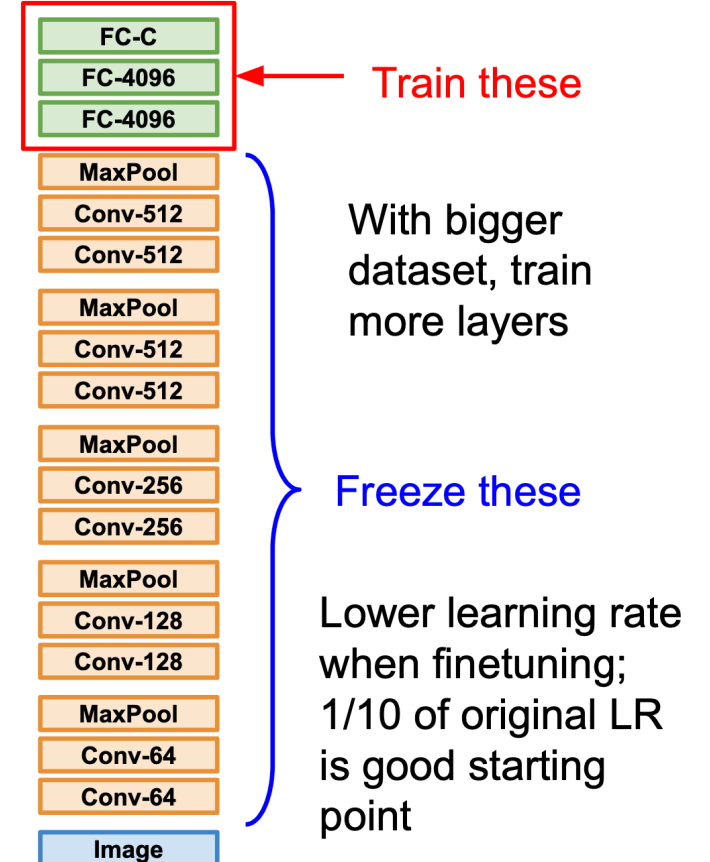 FC-C
FC-4096
FC-4096
Train these
MaxPool
Conv-512
Conv-512
With bigger
dataset, train
more layers
MaxPool
Conv-512
Conv-512
MaxPool
Conv-256
Conv-256
Freeze these
MaxPool
Conv-128
Conv-128
Lower learning rate
when finetuning;
1/10 of original LR
is good starting
point
MaxPool
Conv-64
Conv-64
Image